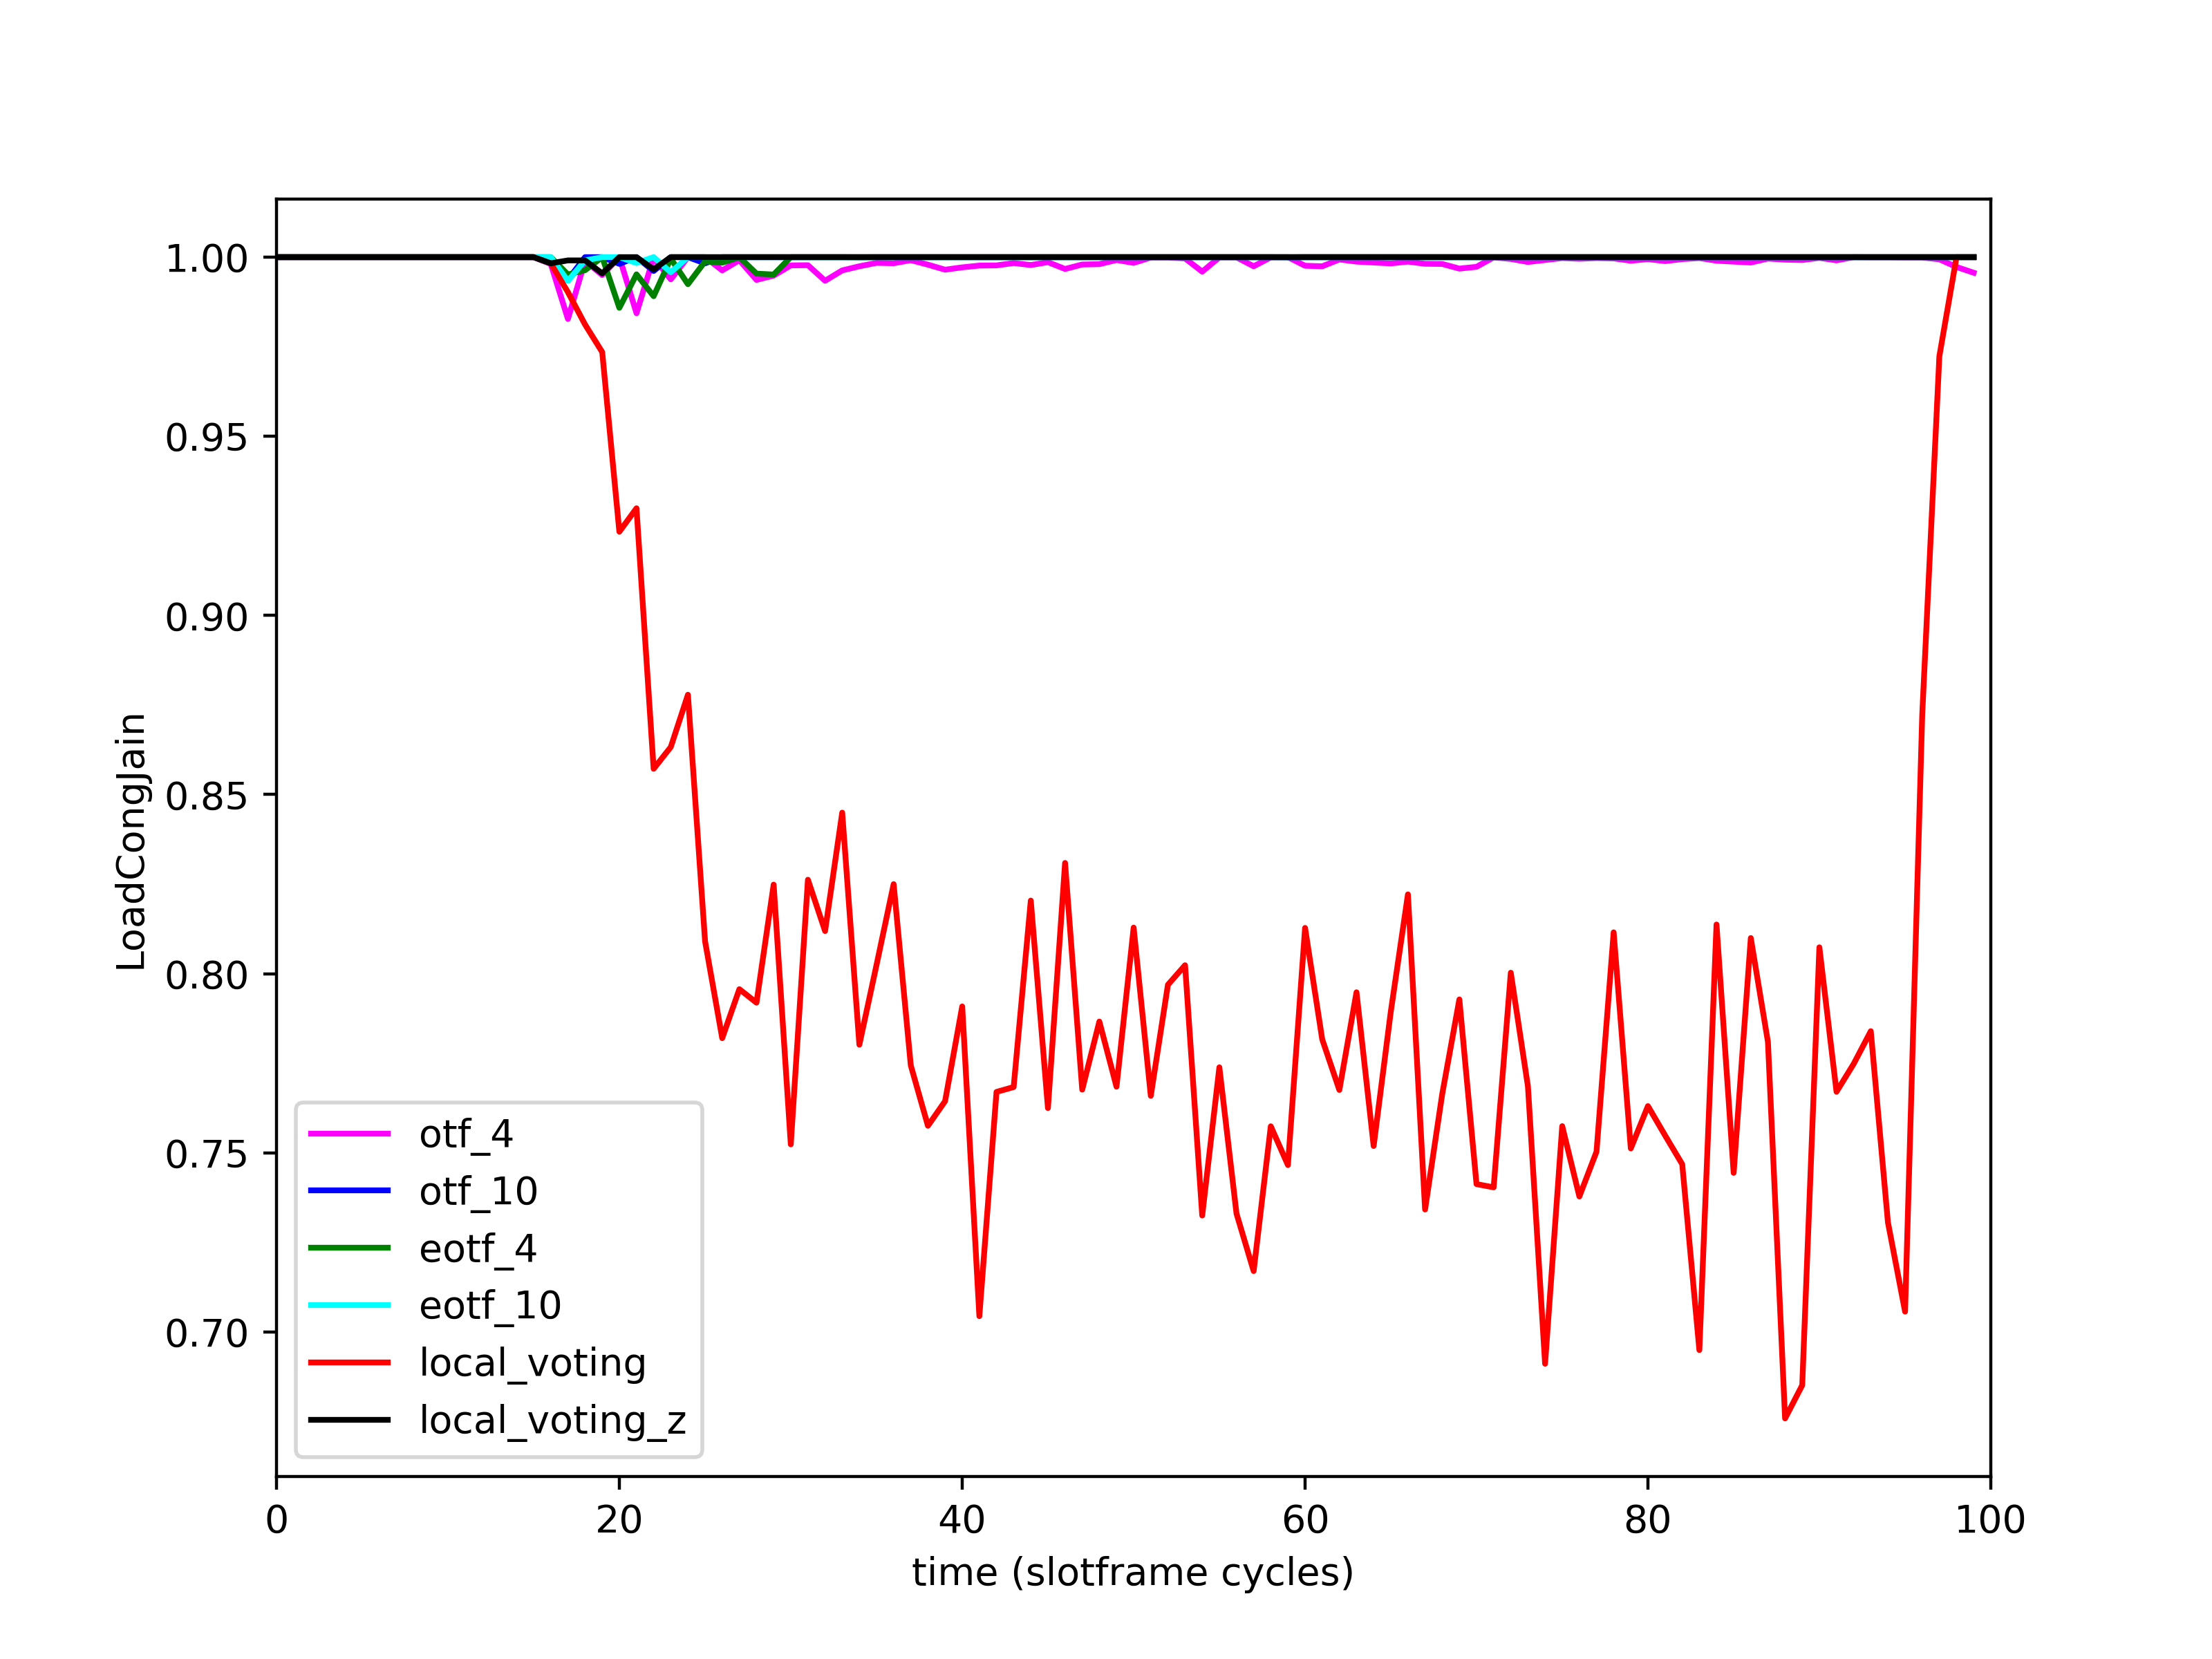 1.00
0.95
0.90
0.85
0.80
0.75
0.70
LoadCongJain
otf_4
otf_10
eotf_4
eotf_10
local_voting
local_voting_z
0 20 40 60 80 100
time (slotframe cycles)